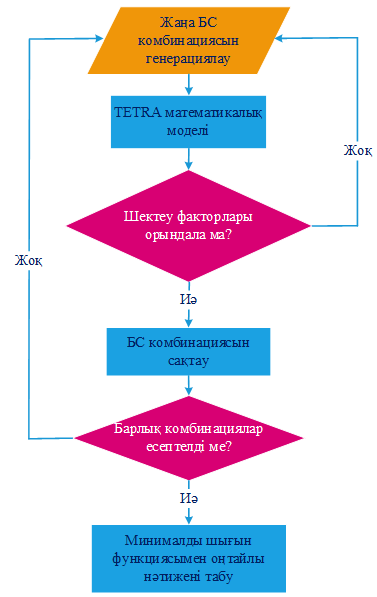 Жаңа БС
комбинациясын
генерациялау
TETRA математикалық
моделі
Жоқ
Шектеу факторлары
орындала ма?
Жоқ
Иә
БС комбинациясын
сақтау
Барлық комбинациялар
есептелді ме?
Иә
Минималды шығын
функциясымен оңтайлы
нәтижені табу